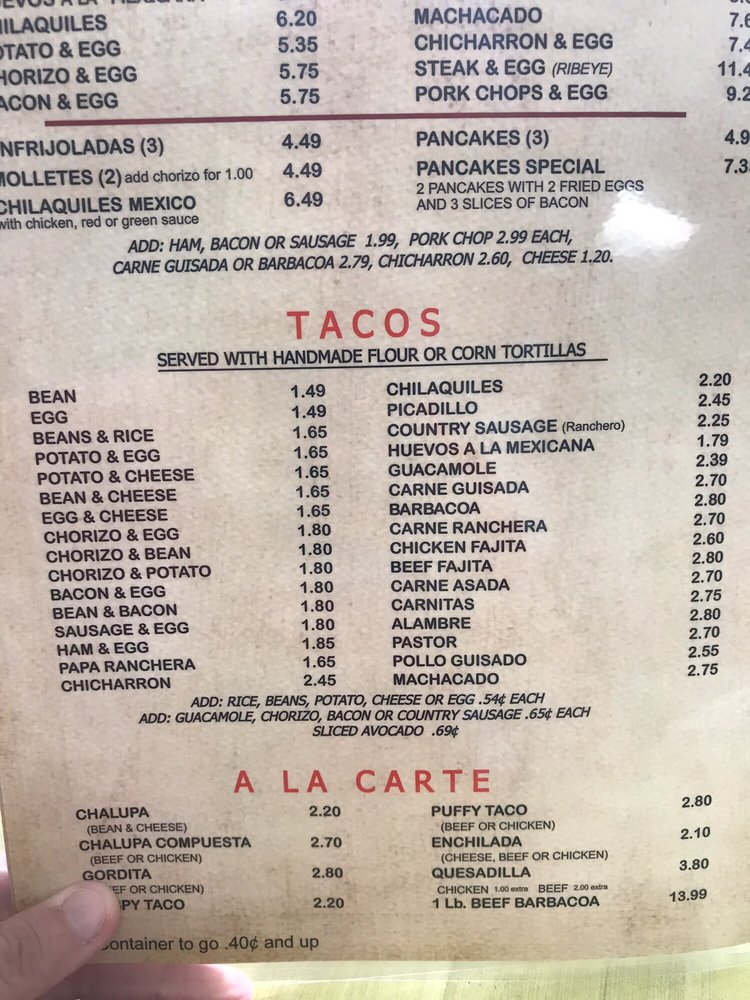 6.20 MACHACADO
& EGG 5.35 CHICHARRON & EGG
& EGG 5.75 STEAK & EGG (RIBEYE)
& EGG 5.75 PORK CHOPS & EGG
(3) 4.49 PANCAKES (3)
(2) add chorizo for 1.00 4.49 PANCAKES SPECIAL
2 PANCAKES WITH 2 FRIED EGGS
AND 3 SLICES OF BACON
CHILAQUILES MEXICO 6.49
with chicken, red or green sauce
ADD: HAM, BACON OR SAUSAGE 1.99, PORK CHOP 2.99 EACH,
CARNE GUISADA OR BARBACOA 2.79, CHICHARRON 2.60, CHEESE 1.20.
TACOS
SERVED WITH HANDMADE FLOUR OR CORN TORTILLAS
BEAN 1.49
EGG 1.49
BEANS & RICE 1.65
POTATO & EGG 1.65
POTATO & CHEESE 1.65
BEAN & CHEESE 1.65
EGG & CHEESE 1.65
CHORIZO & EGG 1.80
CHORIZO & BEAN 1.80
CHORIZO & POTATO 1.80
BACON & EGG 1.80
BEAN & BACON 1.80
SAUSAGE & EGG 1.80
HAM & EGG 1.85
PAPA RANCHERA 1.65
CHICHARRON 2.45
CHILAQUILES 2.20
PICADILLO 2.45
COUNTRY SAUSAGE (Ranchero) 2.25
HUEVOS A LA MEXICANA 1.79
GUACAMOLE 2.39
CARNE GUISADA 2.70
BARBACOA 2.80
CARNE RANCHERA 2.70
CHICKEN FAJITA 2.60
BEEF FAJITA 2.80
CARNE ASADA 2.70
CARNITAS 2.75
ALAMBRE 2.80
PASTOR 2.70
POLLO GUISADO 2.55
MACHACADO 2.75
ADD: RICE, BEANS, POTATO, CHEESE OR EGG .54¢ EACH
ADD: GUACAMOLE, CHORIZO, BACON OR COUNTRY SAUSAGE .65¢ EACH
SLICED AVOCADO .69¢
A LA CARTE
CHALUPA 2.20
(BEAN & CHEESE)
CHALUPA COMPUESTA 2.70
(BEEF OR CHICKEN)
GORDITA 2.80
OR CHICKEN)
TACO 2.20
PUFFY TACO 2.80
(BEEF OR CHICKEN)
ENCHILADA 2.10
(CHEESE, BEEF OR CHICKEN)
QUESADILLA 3.80
CHICKEN 1.00 extra BEEF 2.00 extra
1 Lb. BEEF BARBACOA 13.99
to go .40¢ and up